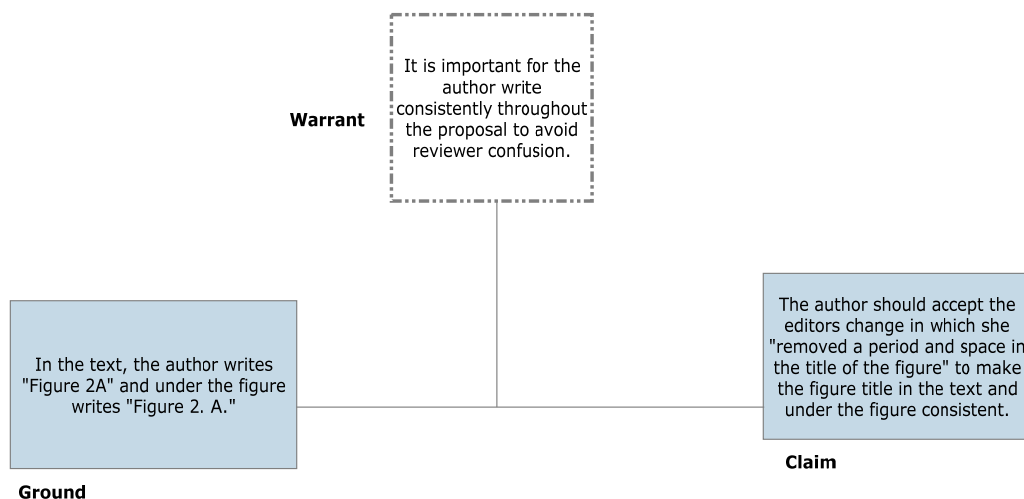 It is important for the
author write
consistently throughout
the proposal to avoid
reviewer confusion.
Warrant
In the text, the author writes
"Figure 2A" and under the figure
writes "Figure 2. A."
Ground
The author should accept the
editors change in which she
"removed a period and space in
the title of the figure" to make
the figure title in the text and
under the figure consistent.
Claim